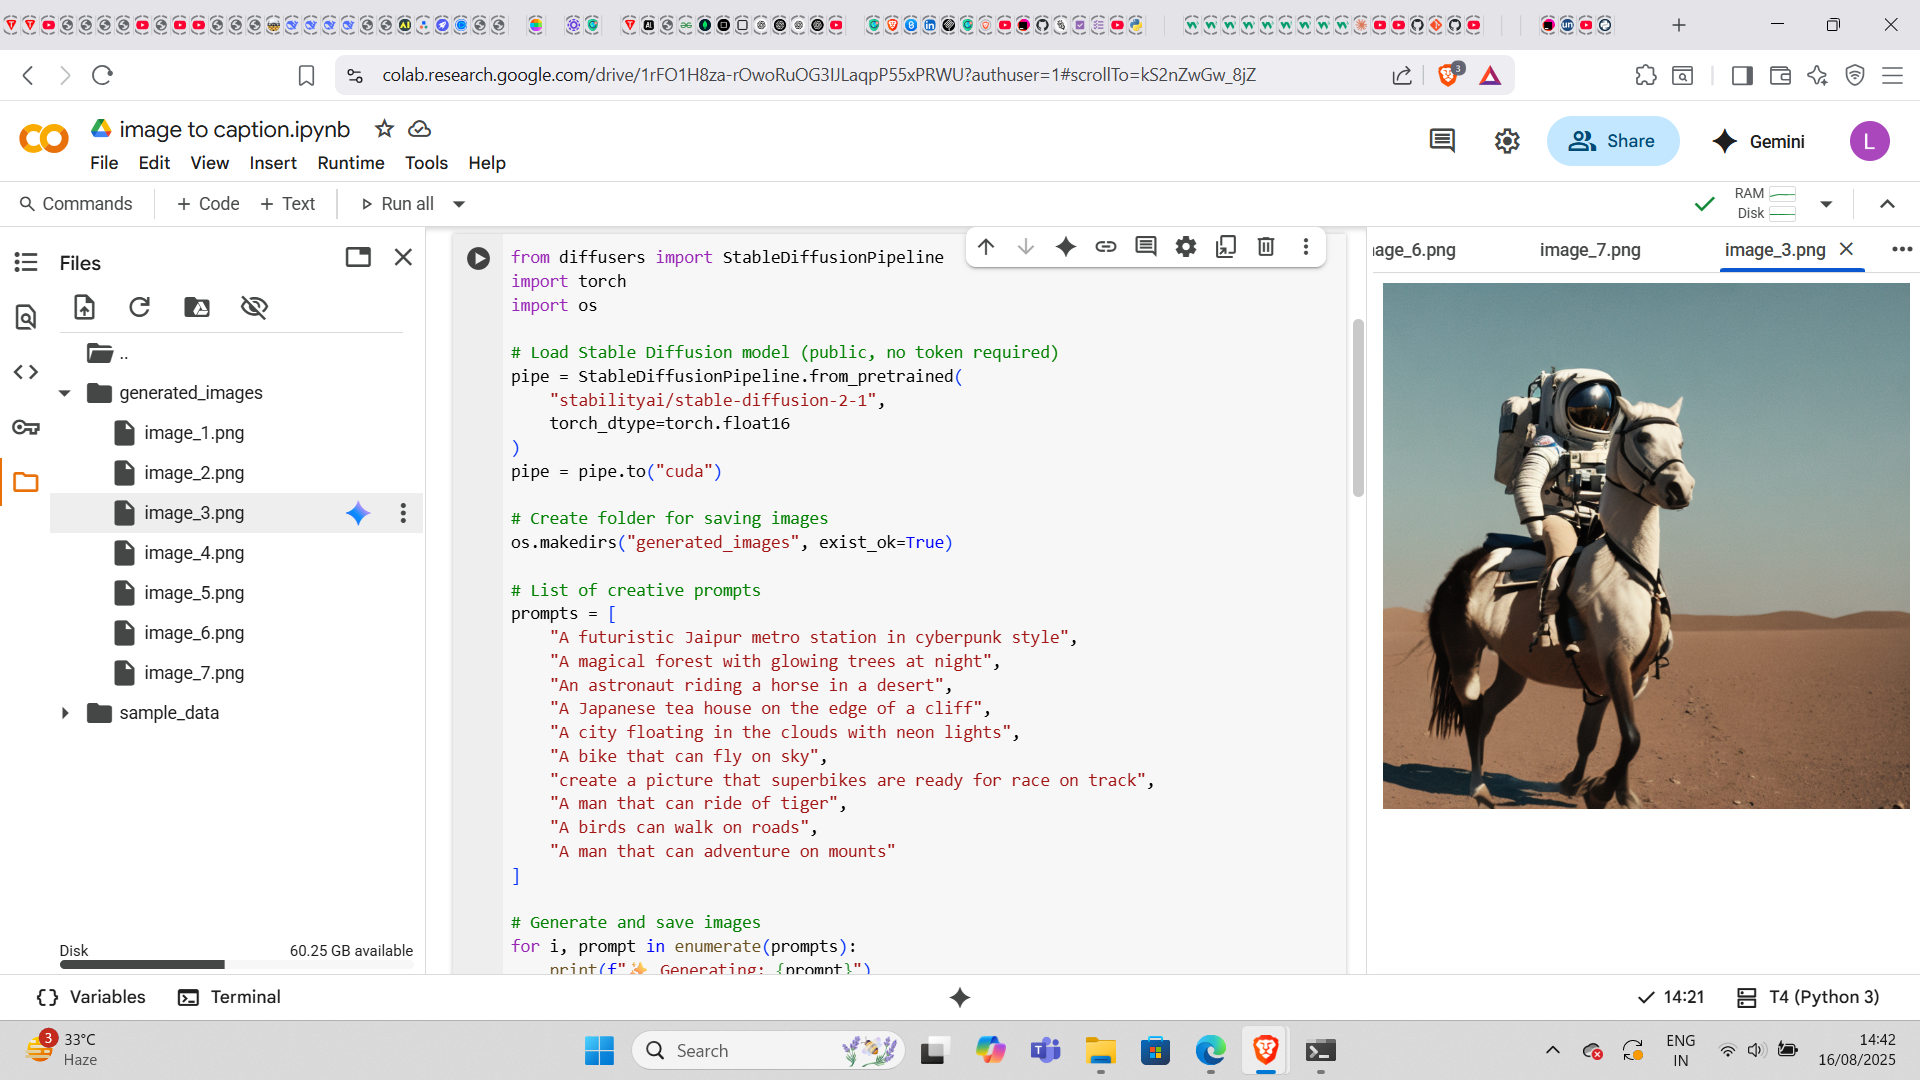 colab.research.google.com/drive/1rFO1H8za-rOwoRuOG3IJLaqpP55xPRWU?authuser=1#scrollTo=kS2nZwGw_8jZ
3
image to caption.ipynb
File Edit View Insert Runtime Tools Help
Share
Gemini
L
Commands
+ Code + Text
Run all
RAM
Disk
Files
..
generated_images
image_1.png
image_2.png
image_3.png
image_4.png
image_5.png
image_6.png
image_7.png
sample_data
Disk
60.25 GB available
from diffusers import StableDiffusionPipeline
import torch
import os
# Load Stable Diffusion model (public, no token required)
pipe = StableDiffusionPipeline.from_pretrained(
"stabilityai/stable-diffusion-2-1",
torch_dtype=torch.float16
)
pipe = pipe.to("cuda")
# Create folder for saving images
os.makedirs("generated_images", exist_ok=True)
# List of creative prompts
prompts = [
"A futuristic Jaipur metro station in cyberpunk style",
"A magical forest with glowing trees at night",
"An astronaut riding a horse in a desert",
"A Japanese tea house on the edge of a cliff",
"A city floating in the clouds with neon lights",
"A bike that can fly on sky",
"create a picture that superbikes are ready for race on track",
"A man that can ride of tiger",
"A birds can walk on roads",
"A man that can adventure on mounts"
]
# Generate and save images
for i, prompt in enumerate(prompts):
print(f"✨ Generating: {prompt}")
age_6.png
image_7.png
image_3.png
Variables
Terminal
14:21
T4 (Python 3)
3
33°C
Haze
Search
ENG
IN
14:42
16/08/2025